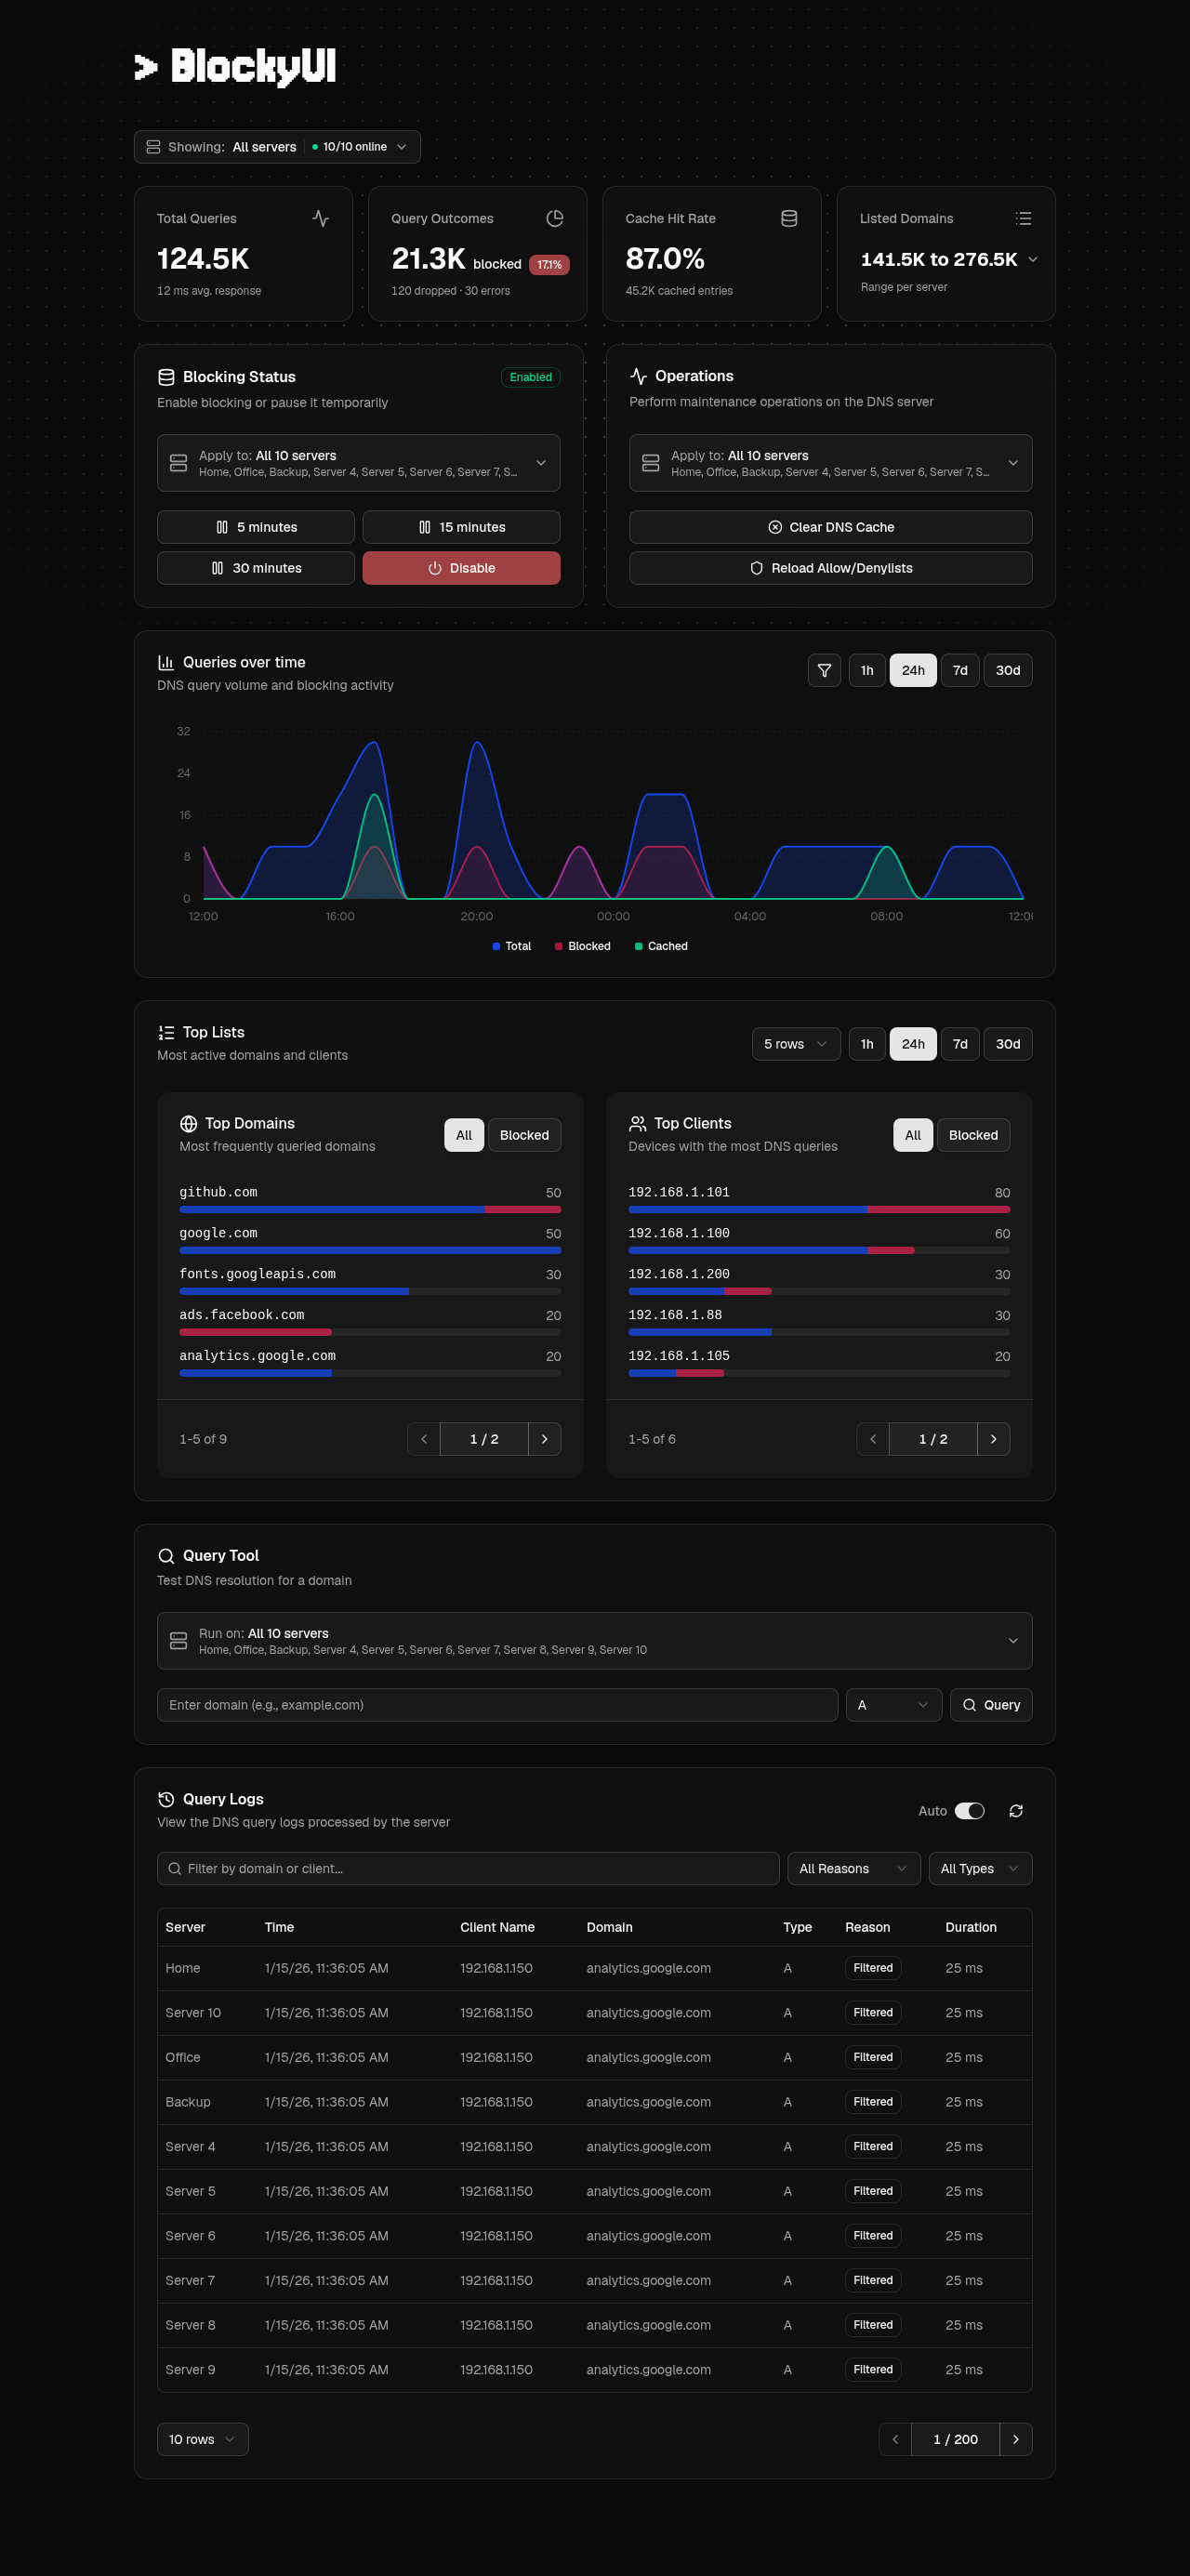 > BlockyUI
Showing: All servers 10/10 online
Total Queries
124.5K
12 ms avg. response
Query Outcomes
21.3K blocked 17.1%
120 dropped · 30 errors
Cache Hit Rate
87.0%
45.2K cached entries
Listed Domains
141.5K to 276.5K
Range per server
Blocking Status Enabled
Enable blocking or pause it temporarily
Apply to: All 10 servers
Home, Office, Backup, Server 4, Server 5, Server 6, Server 7, S...
5 minutes 15 minutes
30 minutes Disable
Operations
Perform maintenance operations on the DNS server
Apply to: All 10 servers
Home, Office, Backup, Server 4, Server 5, Server 6, Server 7, S...
Clear DNS Cache
Reload Allow/Denylists
Queries over time
DNS query volume and blocking activity
1h 24h 7d 30d
32
24
16
8
0
12:00 16:00 20:00 00:00 04:00 08:00 12:00
Total Blocked Cached
Top Lists
Most active domains and clients
5 rows 1h 24h 7d 30d
Top Domains
Most frequently queried domains
All Blocked
github.com 50
google.com 50
fonts.googleapis.com 30
ads.facebook.com 20
analytics.google.com 20
1-5 of 9 1 / 2
Top Clients
Devices with the most DNS queries
All Blocked
192.168.1.101 80
192.168.1.100 60
192.168.1.200 30
192.168.1.88 30
192.168.1.105 20
1-5 of 6 1 / 2
Query Tool
Test DNS resolution for a domain
Run on: All 10 servers
Home, Office, Backup, Server 4, Server 5, Server 6, Server 7, Server 8, Server 9, Server 10
Enter domain (e.g., example.com) A Query
Query Logs
View the DNS query logs processed by the server
Auto
Filter by domain or client... All Reasons All Types
Server Time Client Name Domain Type Reason Duration
Home 1/15/26, 11:36:05 AM 192.168.1.150 analytics.google.com A Filtered 25 ms
Server 10 1/15/26, 11:36:05 AM 192.168.1.150 analytics.google.com A Filtered 25 ms
Office 1/15/26, 11:36:05 AM 192.168.1.150 analytics.google.com A Filtered 25 ms
Backup 1/15/26, 11:36:05 AM 192.168.1.150 analytics.google.com A Filtered 25 ms
Server 4 1/15/26, 11:36:05 AM 192.168.1.150 analytics.google.com A Filtered 25 ms
Server 5 1/15/26, 11:36:05 AM 192.168.1.150 analytics.google.com A Filtered 25 ms
Server 6 1/15/26, 11:36:05 AM 192.168.1.150 analytics.google.com A Filtered 25 ms
Server 7 1/15/26, 11:36:05 AM 192.168.1.150 analytics.google.com A Filtered 25 ms
Server 8 1/15/26, 11:36:05 AM 192.168.1.150 analytics.google.com A Filtered 25 ms
Server 9 1/15/26, 11:36:05 AM 192.168.1.150 analytics.google.com A Filtered 25 ms
10 rows 1 / 200